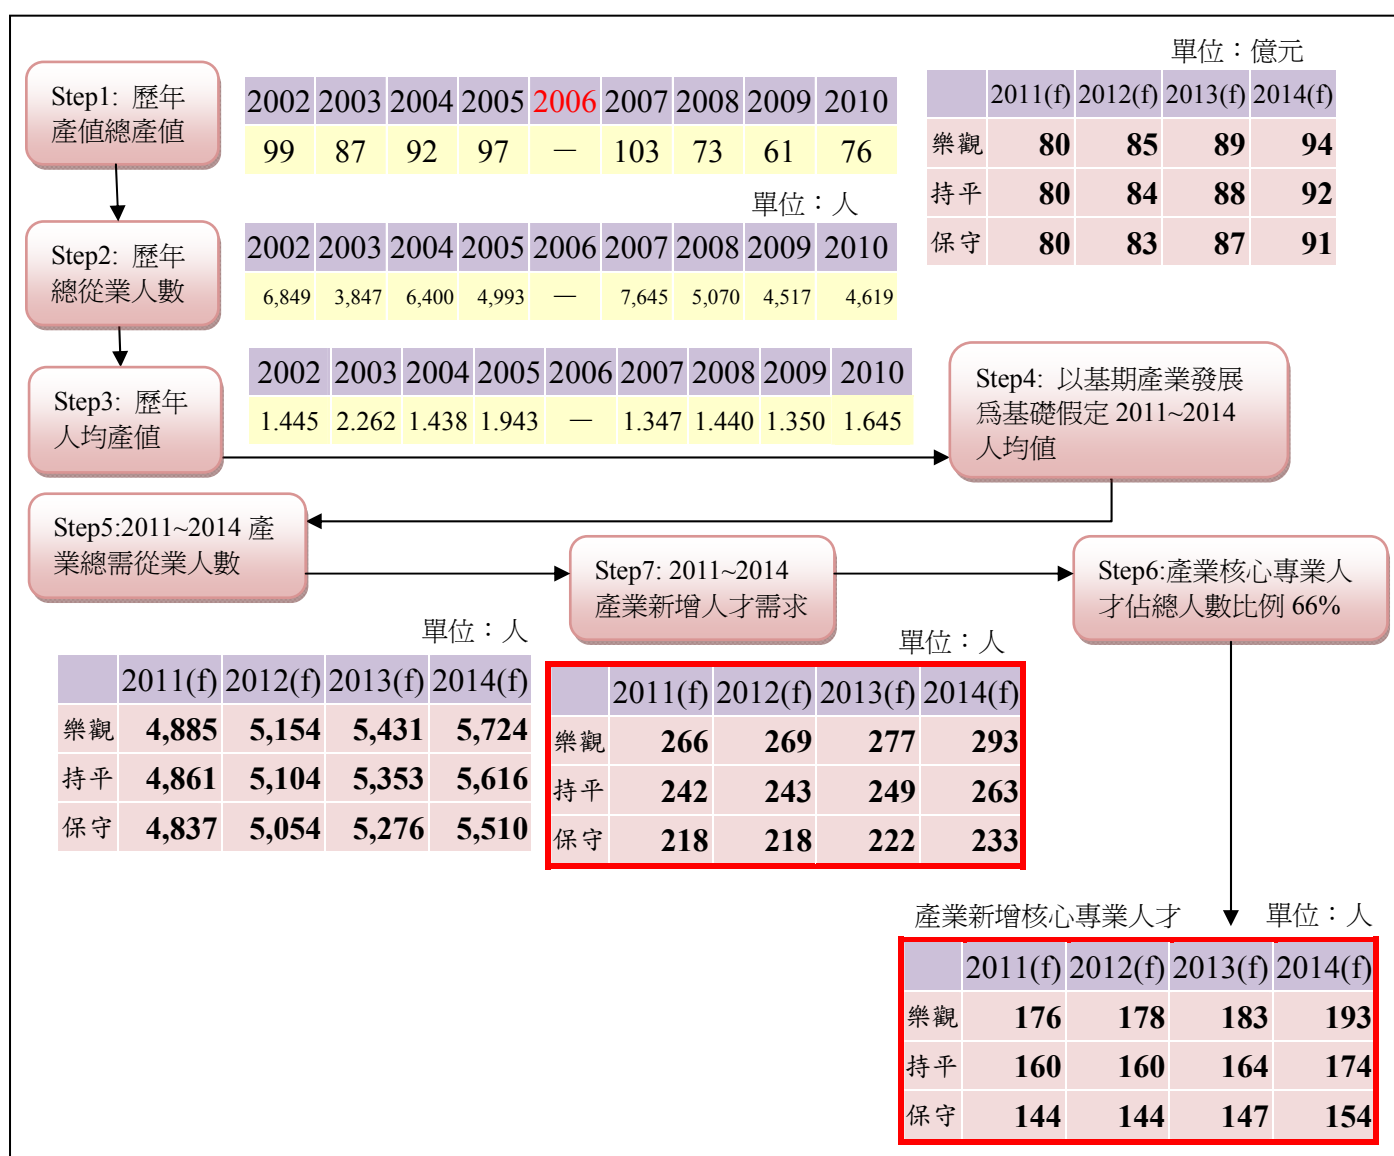 單位：億元
Step1: 歷年
產值總產值
2002 2003 2004 2005 2006 2007 2008 2009 2010
99 87 92 97 － 103 73 61 76
2011(f) 2012(f) 2013(f) 2014(f)
樂觀 80 85 89 94
持平 80 84 88 92
保守 80 83 87 91
單位：人
Step2: 歷年
總從業人數
2002 2003 2004 2005 2006 2007 2008 2009 2010
6,849 3,847 6,400 4,993 － 7,645 5,070 4,517 4,619
Step3: 歷年
人均產值
2002 2003 2004 2005 2006 2007 2008 2009 2010
1.445 2.262 1.438 1.943 － 1.347 1.440 1.350 1.645
Step4: 以基期產業發展
為基礎假定 2011~2014
人均值
Step5:2011~2014 產
業總需從業人數
Step7: 2011~2014
產業新增人才需求
Step6:產業核心專業人
才佔總人數比例 66%
單位：人
2011(f) 2012(f) 2013(f) 2014(f)
樂觀 4,885 5,154 5,431 5,724
持平 4,861 5,104 5,353 5,616
保守 4,837 5,054 5,276 5,510
單位：人
2011(f) 2012(f) 2013(f) 2014(f)
樂觀 266 269 277 293
持平 242 243 249 263
保守 218 218 222 233
產業新增核心專業人才 單位：人
2011(f) 2012(f) 2013(f) 2014(f)
樂觀 176 178 183 193
持平 160 160 164 174
保守 144 144 147 154